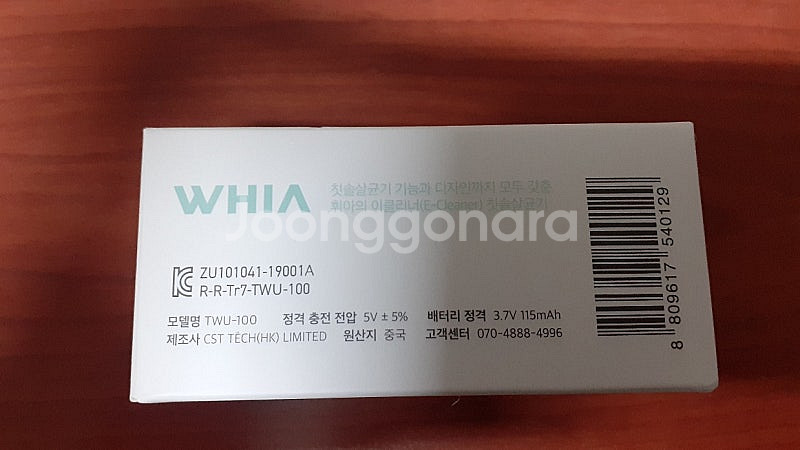 WHIA
칫솔살균기 기능과 디자인까지 모두 갖춘
휘아의 이클리너(E-Cleaner) 칫솔살균기
Joonggonara
ZU101041-19001A
R-R-Tr7-TWU-100
모델명 TWU-100 정격 충전 전압 5V ± 5% 배터리 정격 3.7V 115mAh
제조사 CST TECH(HK) LIMITED 원산지 중국 고객센터 070-4888-4996
8 809617 540129